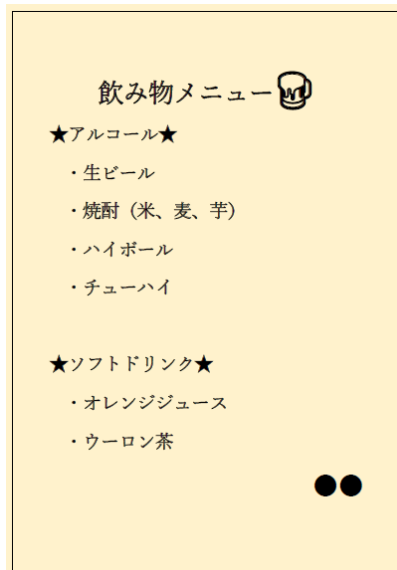 飲み物メニュー
★アルコール★
・生ビール
・焼酎（米、麦、芋）
・ハイボール
・チューハイ
★ソフトドリンク★
・オレンジジュース
・ウーロン茶
●●